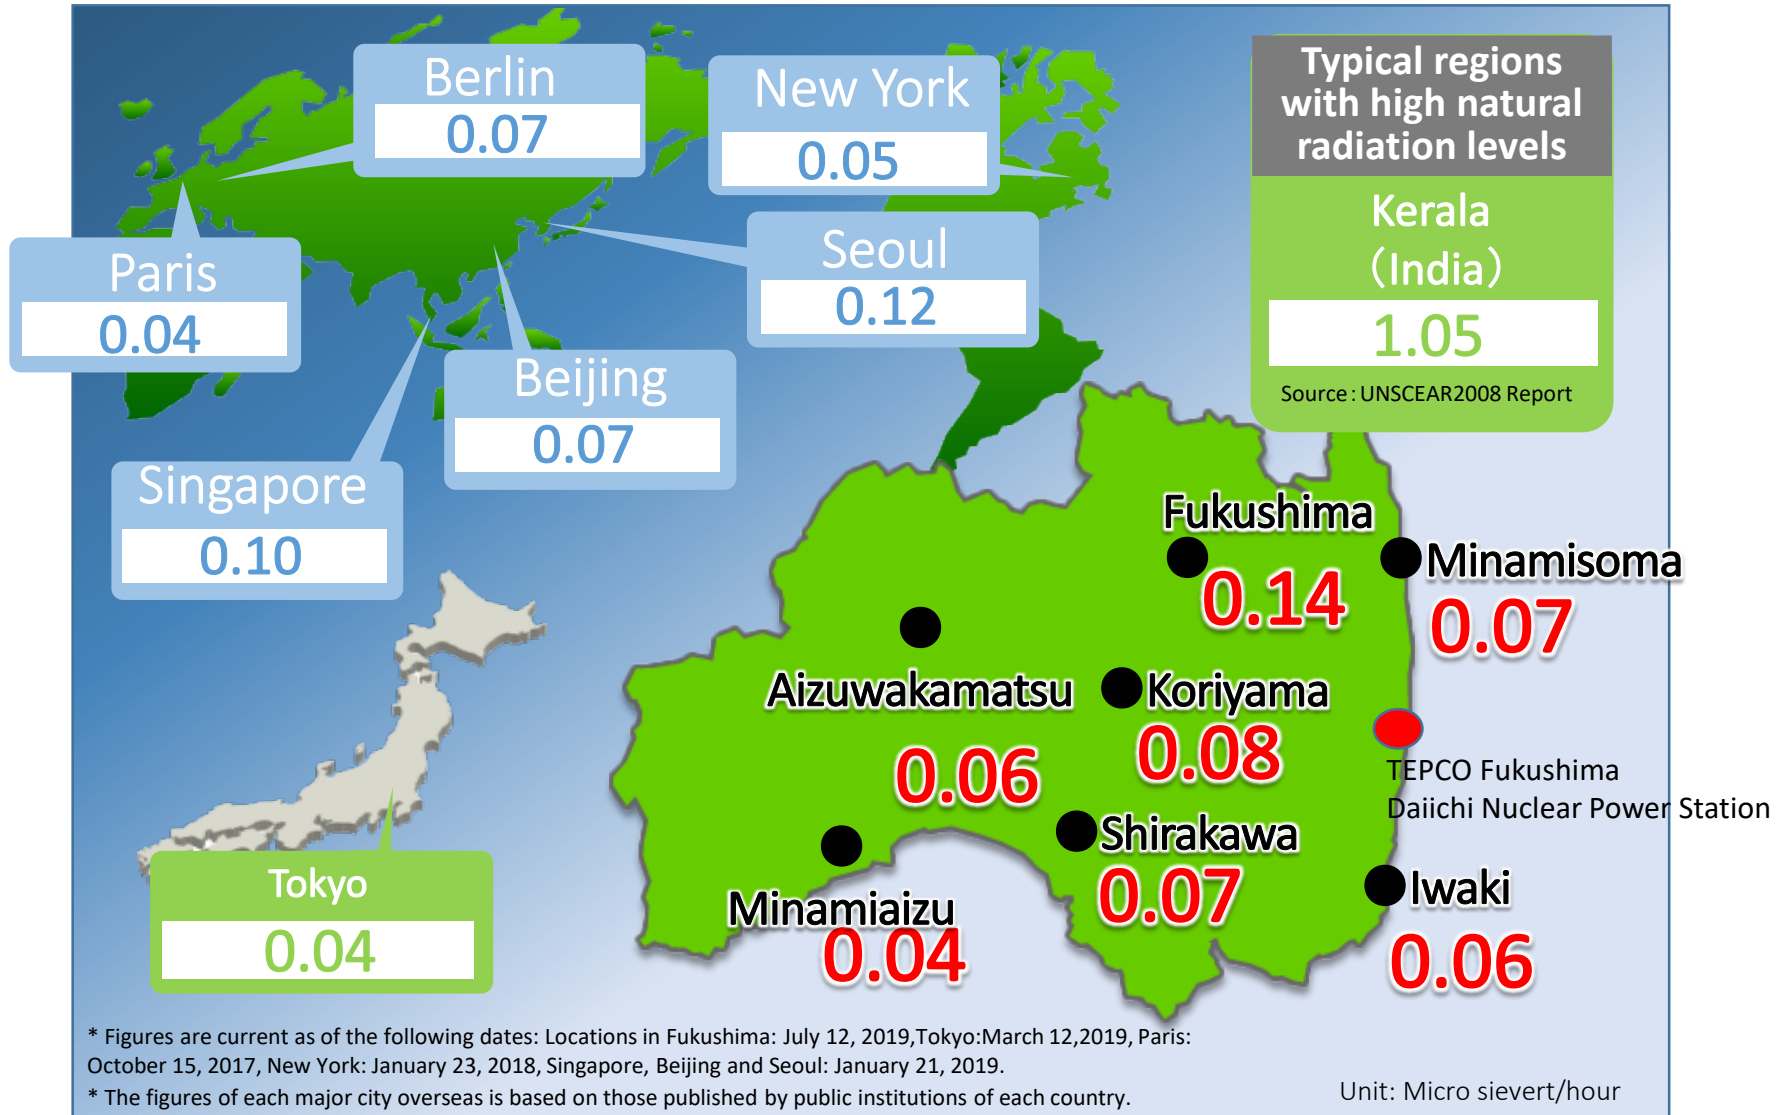 Berlin
0.07
New York
0.05
Typical regions
with high natural
radiation levels
Kerala
（India）
1.05
Source : UNSCEAR2008 Report
Paris
0.04
Seoul
0.12
Beijing
0.07
Singapore
0.10
Fukushima
0.14
Minamisoma
0.07
Aizuwakamatsu
0.06
Koriyama
0.08
TEPCO Fukushima
Daiichi Nuclear Power Station
Shirakawa
0.07
Minamiaizu
0.04
Iwaki
0.06
Tokyo
0.04
* Figures are current as of the following dates: Locations in Fukushima: July 12, 2019,Tokyo:March 12,2019, Paris:
October 15, 2017, New York: January 23, 2018, Singapore, Beijing and Seoul: January 21, 2019.
* The figures of each major city overseas is based on those published by public institutions of each country.
Unit: Micro sievert/hour